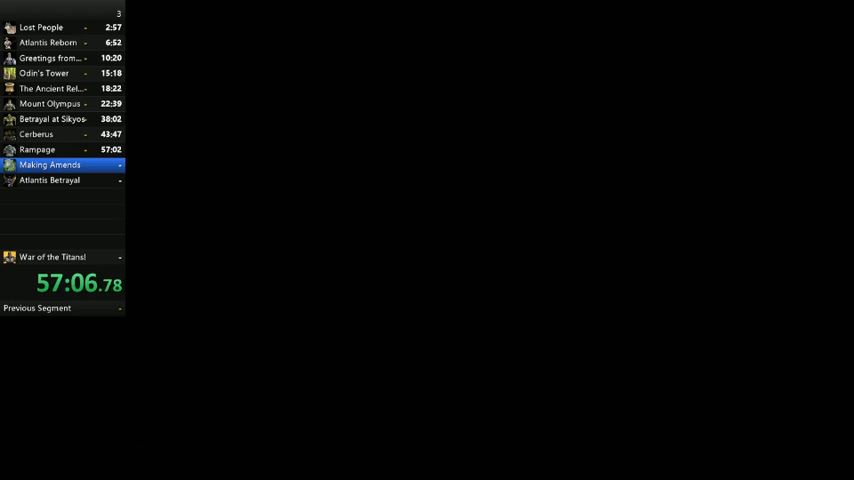 3
Lost People - 2:57
Atlantis Reborn - 6:52
Greetings from... - 10:20
Odin's Tower - 15:18
The Ancient Rel... - 18:22
Mount Olympus - 22:39
Betrayal at Sikyos- 38:02
Cerberus - 43:47
Rampage - 57:02
Making Amends -
Atlantis Betrayal -
War of the Titans! -
57:06.78
Previous Segment -